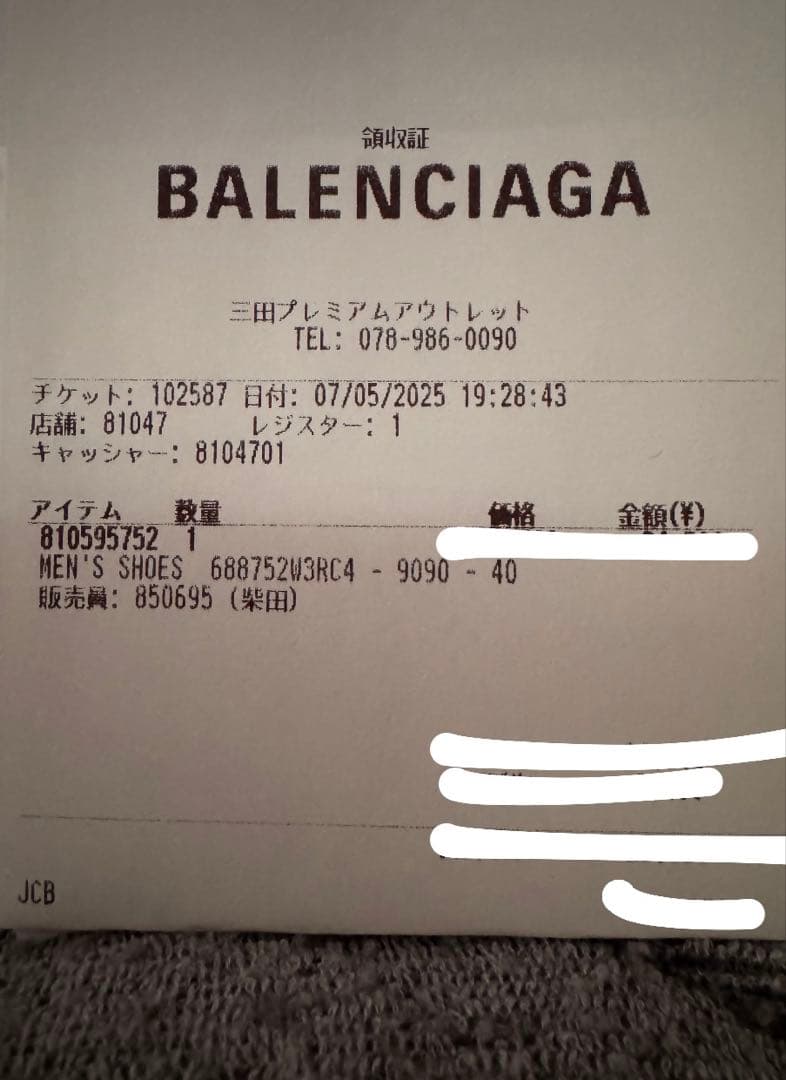 領収証
BALENCIAGA
三田プレミアムアウトレット
TEL: 078-986-0090
チケット: 102587 日付: 07/05/2025 19:28:43
店舗: 81047 レジスター: 1
キャッシャー: 8104701
アイテム 数量 価格 金額(¥)
810595752 1
MEN'S SHOES 688752W3RC4 - 9090 - 40
販売員: 850695 (柴田)
JCB